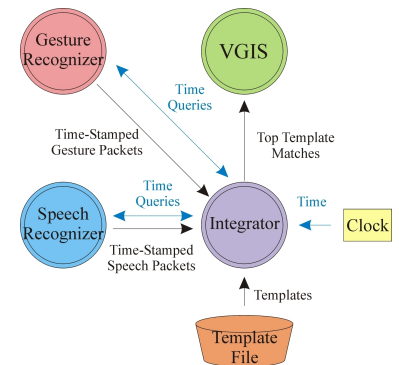 Gesture
Recognizer
VGIS
Time
Queries
Time-Stamped
Gesture Packets
Top Template
Matches
Speech
Recognizer
Time
Queries
Time-Stamped
Speech Packets
Integrator
Time
Clock
Templates
Template
File